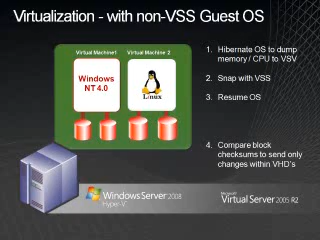 Virtualization - with non-VSS Guest OS
Virtual Machine1
Virtual Machine 2
Windows
NT 4.0
Linux
1. Hibernate OS to dump
memory / CPU to VSV
2. Snap with VSS
3. Resume OS
4. Compare block
checksums to send only
changes within VHD's
Windows Server 2008
Hyper-V
Microsoft
Virtual Server 2005 R2